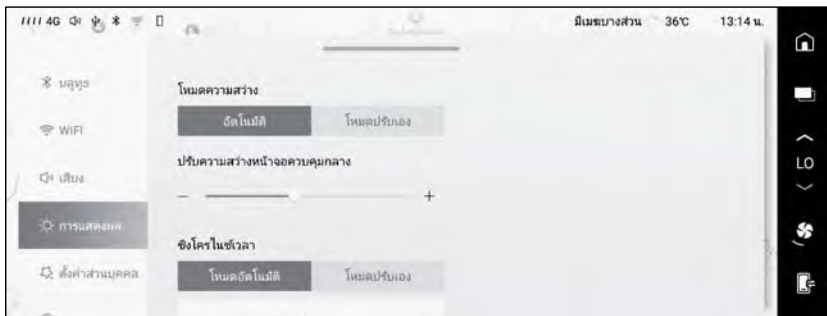 4G มีเมฆบางส่วน 36℃ 13:14 น.
บลูทูธ
โหมดความสว่าง
อัตโนมัติ โหมดปรับเอง
WIFI
ปรับความสว่างหน้าจอควบคุมกลาง
LO
เสียง
− +
การแสดงผล
ซิงโครไนซ์เวลา
โหมดอัตโนมัติ โหมดปรับเอง
ตั้งค่าส่วนบุคคล